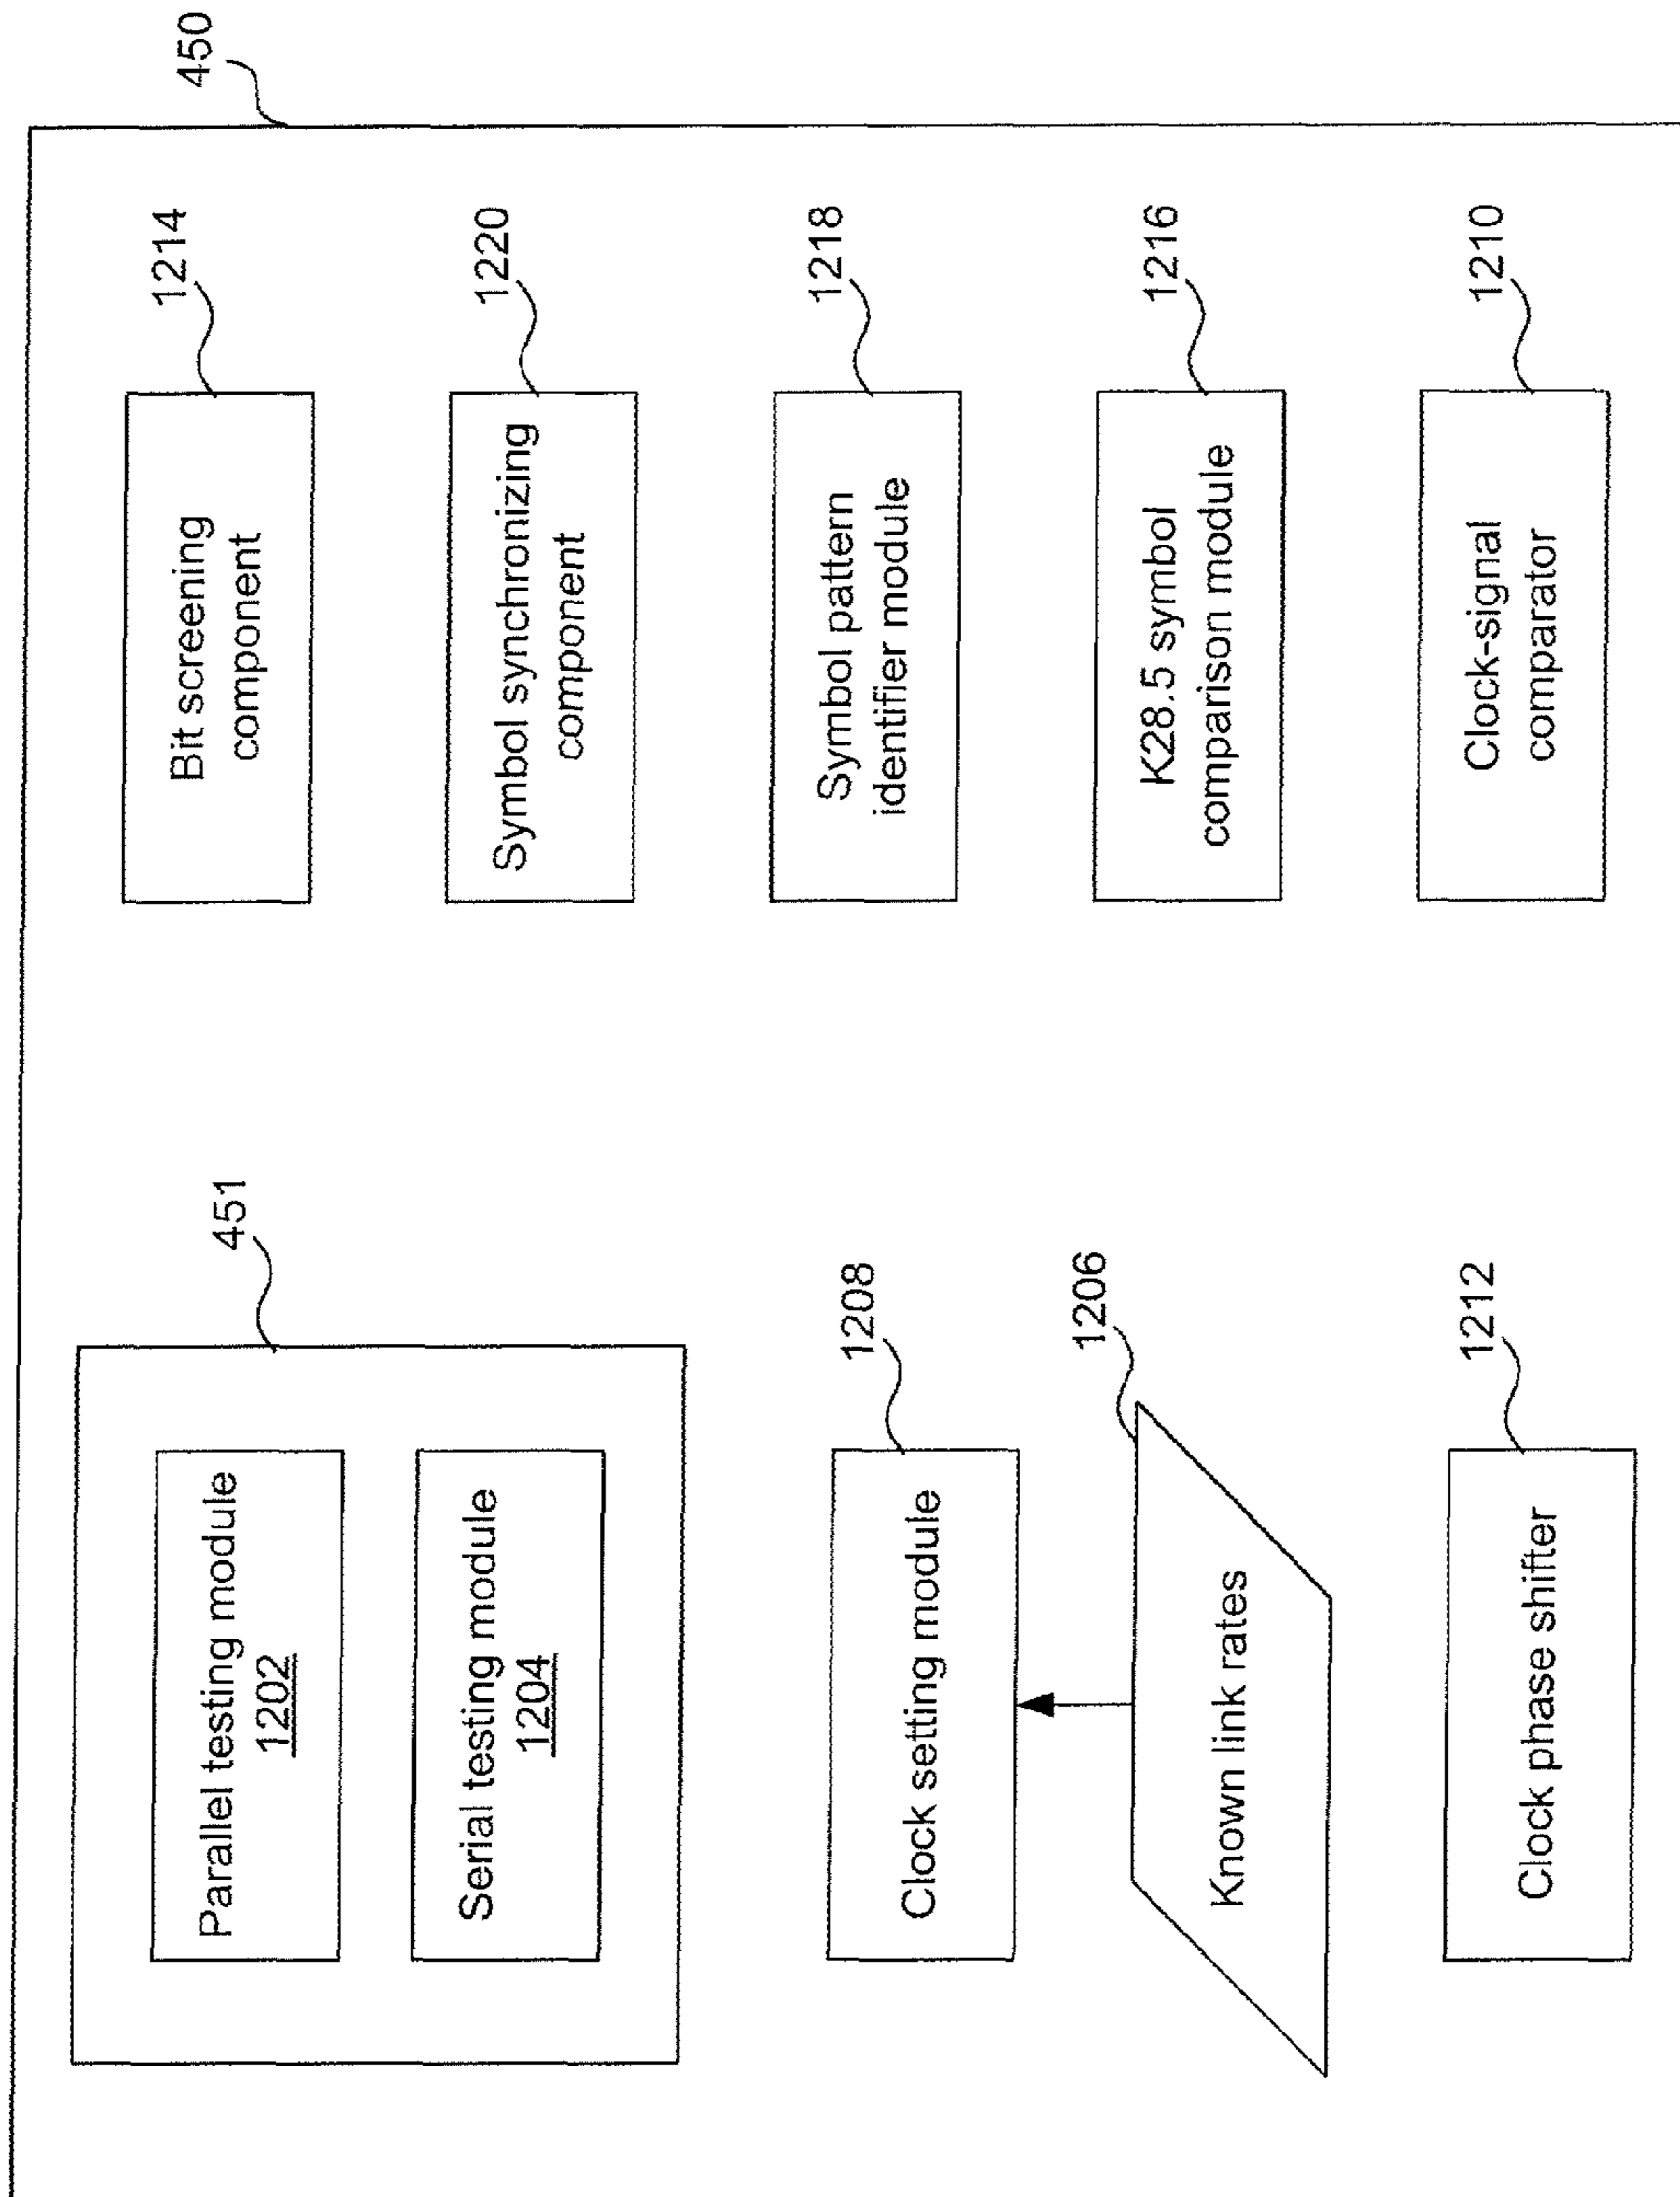 450
451
Parallel testing module
1202
Serial testing module
1204
1208
Clock setting module
1206
Known link rates
1212
Clock phase shifter
1214
Bit screening
component
1220
Symbol synchronizing
component
1218
Symbol pattern
identifier module
1216
K28.5 symbol
comparison module
1210
Clock-signal
comparator